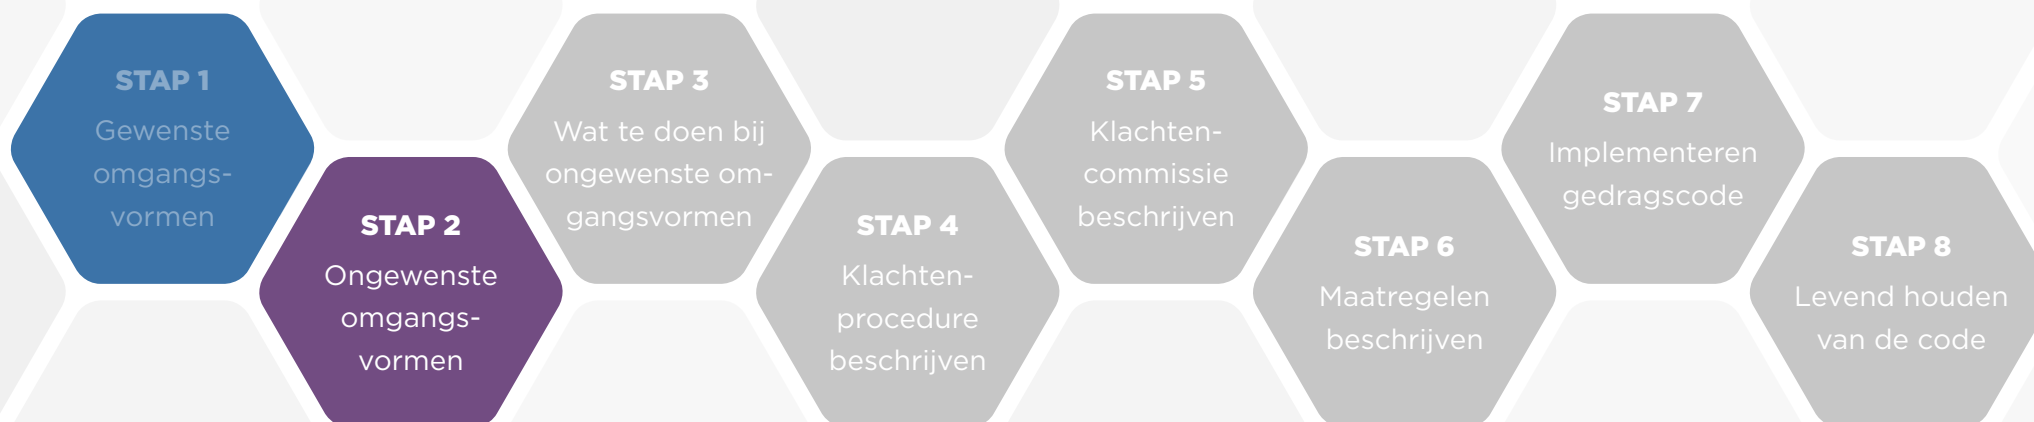 STAP 1
Gewenste
omgangs-
vormen
STAP 2
Ongewenste
omgangs-
vormen
STAP 3
Wat te doen bij
ongewenste om-
gangsvormen
STAP 4
Klachten-
procedure
beschrijven
STAP 5
Klachten-
commissie
beschrijven
STAP 6
Maatregelen
beschrijven
STAP 7
Implementeren
gedragscode
STAP 8
Levend houden
van de code